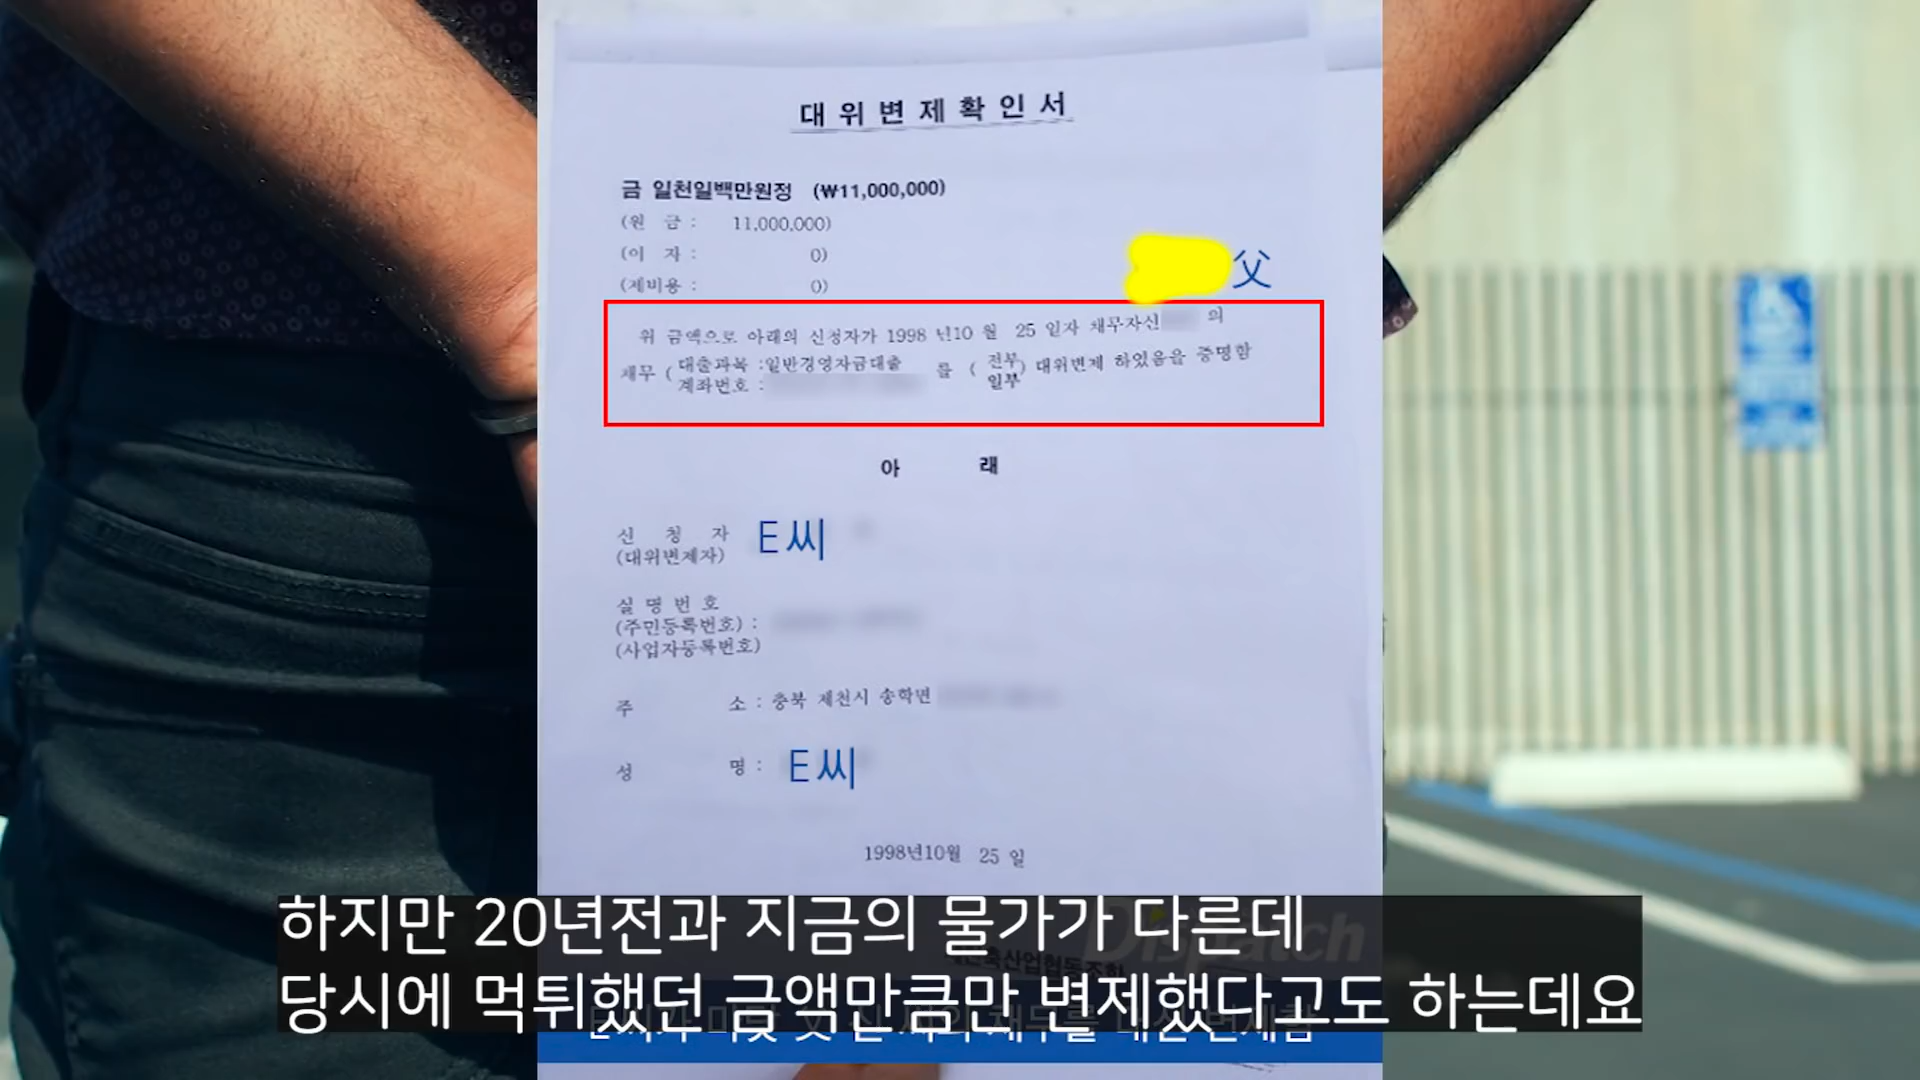 대위변제확인서
금 일천일백만원정 (₩11,000,000)
(원 금 : 11,000,000)
(이 자 : 0)
(제비용 : 0)
父
위 금액으로 아래의 신청자가 1998 년10 월 25 일자 채무자신 의
채무 ( 대출과목 :일반경영자금대출 를 ( 전부 ) 대위변제 하였음을 증명함
계좌번호 : 일부
아 래
신 청 자 E씨
(대위변제자)
실 명 번 호
(주민등록번호) :
(사업자등록번호)
주 소 : 충북 제천시 송학면
성 명 : E씨
1998년10월 25 일
Dispatch
축산업협동조합
하지만 20년전과 지금의 물가가 다른데
당시에 먹튀했던 금액만큼만 변제했다고도 하는데요